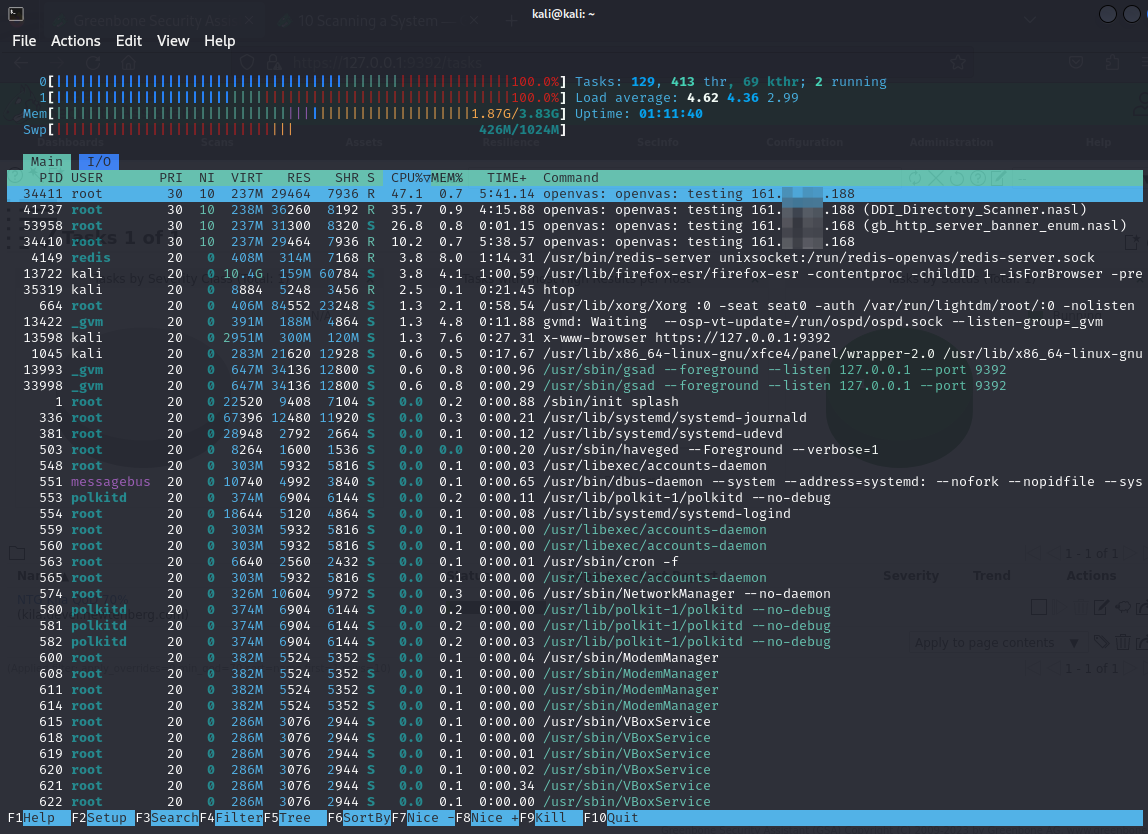 kali@kali: ~
File Actions Edit View Help
0[||||||||||||||||||||||||||||||||||||||||||||||||||||||||||100.0%] Tasks: 129, 413 thr, 69 kthr; 2 running
1[||||||||||||||||||||||||||||||||||||||||||||||||||||||||||100.0%] Load average: 4.62 4.36 2.99
Mem[|||||||||||||||||||||||||||||||||||||||||||||||||||||1.87G/3.83G] Uptime: 01:11:40
Swp[|||||||||||||||||||||||||||||| 426M/1024M]
Main I/O
PID USER PRI NI VIRT RES SHR S CPU%▽MEM% TIME+ Command
34411 root 30 10 237M 29464 7936 R 47.1 0.7 5:41.14 openvas: openvas: testing 161. .188
41737 root 30 10 238M 36260 8192 R 35.7 0.9 4:15.88 openvas: openvas: testing 161. .188 (DDI_Directory_Scanner.nasl)
53958 root 30 10 237M 31300 8320 S 26.8 0.8 0:01.15 openvas: openvas: testing 161. .188 (gb_http_server_banner_enum.nasl)
34410 root 30 10 237M 29464 7936 R 10.2 0.7 5:38.57 openvas: openvas: testing 161. .168
4149 redis 20 0 408M 314M 7168 R 3.8 8.0 1:14.31 /usr/bin/redis-server unixsocket:/run/redis-openvas/redis-server.sock
13722 kali 20 0 10.4G 159M 60784 S 3.8 4.1 1:00.59 /usr/lib/firefox-esr/firefox-esr -contentproc -childID 1 -isForBrowser -pre
35319 kali 20 0 8884 5248 3456 R 2.5 0.1 0:21.45 htop
664 root 20 0 406M 84552 23248 S 1.3 2.1 0:58.54 /usr/lib/xorg/Xorg :0 -seat seat0 -auth /var/run/lightdm/root/:0 -nolisten
13422 _gvm 20 0 391M 188M 4864 S 1.3 4.8 0:11.88 gvmd: Waiting --osp-vt-update=/run/ospd/ospd.sock --listen-group=_gvm
13598 kali 20 0 2951M 300M 120M S 1.3 7.6 0:27.31 x-www-browser https://127.0.0.1:9392
1045 kali 20 0 283M 21620 12928 S 0.6 0.5 0:17.67 /usr/lib/x86_64-linux-gnu/xfce4/panel/wrapper-2.0 /usr/lib/x86_64-linux-gnu
13993 _gvm 20 0 647M 34136 12800 S 0.6 0.8 0:00.96 /usr/sbin/gsad --foreground --listen 127.0.0.1 --port 9392
33998 _gvm 20 0 647M 34136 12800 S 0.6 0.8 0:00.29 /usr/sbin/gsad --foreground --listen 127.0.0.1 --port 9392
1 root 20 0 22520 9408 7104 S 0.0 0.2 0:00.88 /sbin/init splash
336 root 20 0 67396 12480 11920 S 0.0 0.3 0:00.21 /usr/lib/systemd/systemd-journald
381 root 20 0 28948 2792 2664 S 0.0 0.1 0:00.12 /usr/lib/systemd/systemd-udevd
503 root 20 0 8264 1600 1536 S 0.0 0.0 0:00.20 /usr/sbin/haveged --Foreground --verbose=1
548 root 20 0 303M 5932 5816 S 0.0 0.1 0:00.03 /usr/libexec/accounts-daemon
551 messagebus 20 0 10740 4992 3840 S 0.0 0.1 0:00.65 /usr/bin/dbus-daemon --system --address=systemd: --nofork --nopidfile --sys
553 polkitd 20 0 374M 6904 6144 S 0.0 0.2 0:00.11 /usr/lib/polkit-1/polkitd --no-debug
554 root 20 0 18644 5120 4864 S 0.0 0.1 0:00.08 /usr/lib/systemd/systemd-logind
559 root 20 0 303M 5932 5816 S 0.0 0.1 0:00.00 /usr/libexec/accounts-daemon
560 root 20 0 303M 5932 5816 S 0.0 0.1 0:00.00 /usr/libexec/accounts-daemon
563 root 20 0 6640 2560 2432 S 0.0 0.1 0:00.01 /usr/sbin/cron -f
565 root 20 0 303M 5932 5816 S 0.0 0.1 0:00.00 /usr/libexec/accounts-daemon
574 root 20 0 326M 10604 9972 S 0.0 0.3 0:00.06 /usr/sbin/NetworkManager --no-daemon
580 polkitd 20 0 374M 6904 6144 S 0.0 0.2 0:00.00 /usr/lib/polkit-1/polkitd --no-debug
581 polkitd 20 0 374M 6904 6144 S 0.0 0.2 0:00.00 /usr/lib/polkit-1/polkitd --no-debug
582 polkitd 20 0 374M 6904 6144 S 0.0 0.2 0:00.03 /usr/lib/polkit-1/polkitd --no-debug
600 root 20 0 382M 5524 5352 S 0.0 0.1 0:00.04 /usr/sbin/ModemManager
608 root 20 0 382M 5524 5352 S 0.0 0.1 0:00.00 /usr/sbin/ModemManager
611 root 20 0 382M 5524 5352 S 0.0 0.1 0:00.00 /usr/sbin/ModemManager
614 root 20 0 382M 5524 5352 S 0.0 0.1 0:00.00 /usr/sbin/ModemManager
615 root 20 0 286M 3076 2944 S 0.0 0.1 0:00.00 /usr/sbin/VBoxService
618 root 20 0 286M 3076 2944 S 0.0 0.1 0:00.00 /usr/sbin/VBoxService
619 root 20 0 286M 3076 2944 S 0.0 0.1 0:00.01 /usr/sbin/VBoxService
620 root 20 0 286M 3076 2944 S 0.0 0.1 0:00.02 /usr/sbin/VBoxService
621 root 20 0 286M 3076 2944 S 0.0 0.1 0:00.34 /usr/sbin/VBoxService
622 root 20 0 286M 3076 2944 S 0.0 0.1 0:00.00 /usr/sbin/VBoxService
F1Help F2Setup F3Search F4Filter F5Tree F6SortBy F7Nice - F8Nice + F9Kill F10Quit